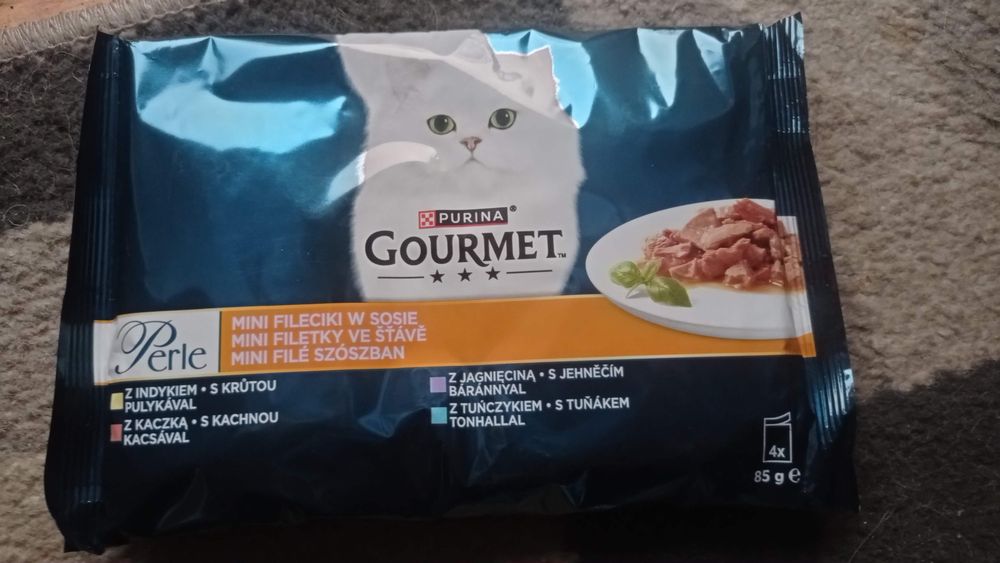 PURINA®
GOURMET™
Perle
MINI FILECIKI W SOSIE
MINI FILETKY VE ŠŤÁVĚ
MINI FILÉ SZÓSZBAN
Z INDYKIEM • S KRŮTOU
PULYKÁVAL
Z KACZKĄ • S KACHNOU
KACSÁVAL
Z JAGNIĘCINĄ • S JEHNĚČÍM
BÁRÁNNYAL
Z TUŃCZYKIEM • S TUŇÁKEM
TONHALLAL
4x
85 g e